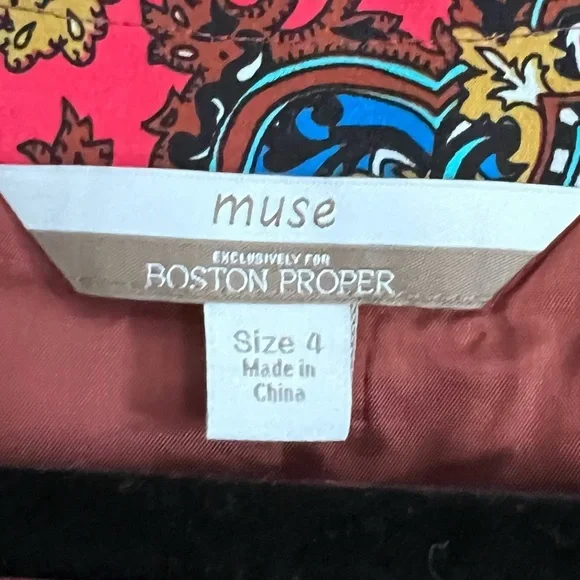 muse
EXCLUSIVELY FOR
BOSTON PROPER
Size 4
Made in
China